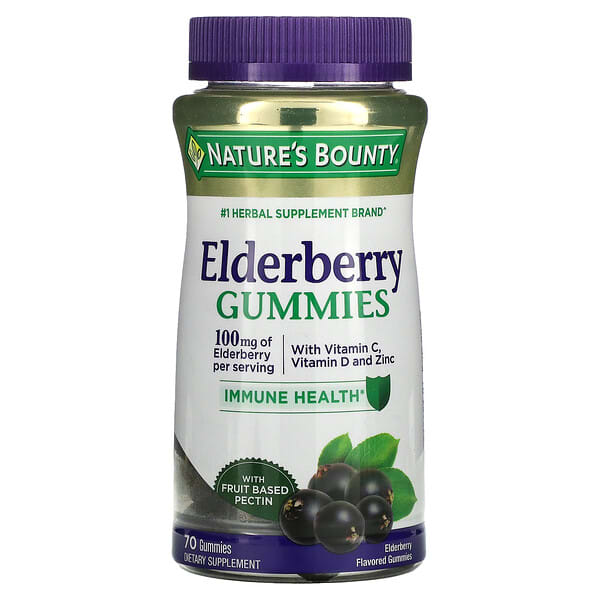 NATURE'S BOUNTY®
#1 HERBAL SUPPLEMENT BRAND^
Elderberry
GUMMIES
100mg of
Elderberry
per serving
With Vitamin C,
Vitamin D and Zinc
IMMUNE HEALTH*
WITH
FRUIT BASED
PECTIN
70 Gummies
DIETARY SUPPLEMENT
Elderberry
Flavored Gummies